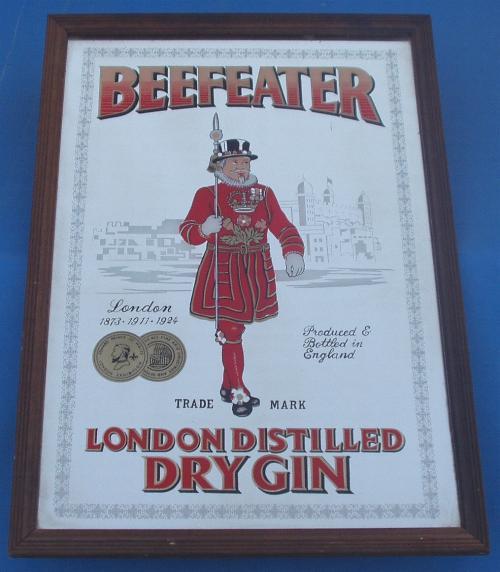 BEEFEATER
London
1873 · 1911 · 1924
Produced &
Bottled in
England
TRADE MARK
LONDON DISTILLED
DRY GIN